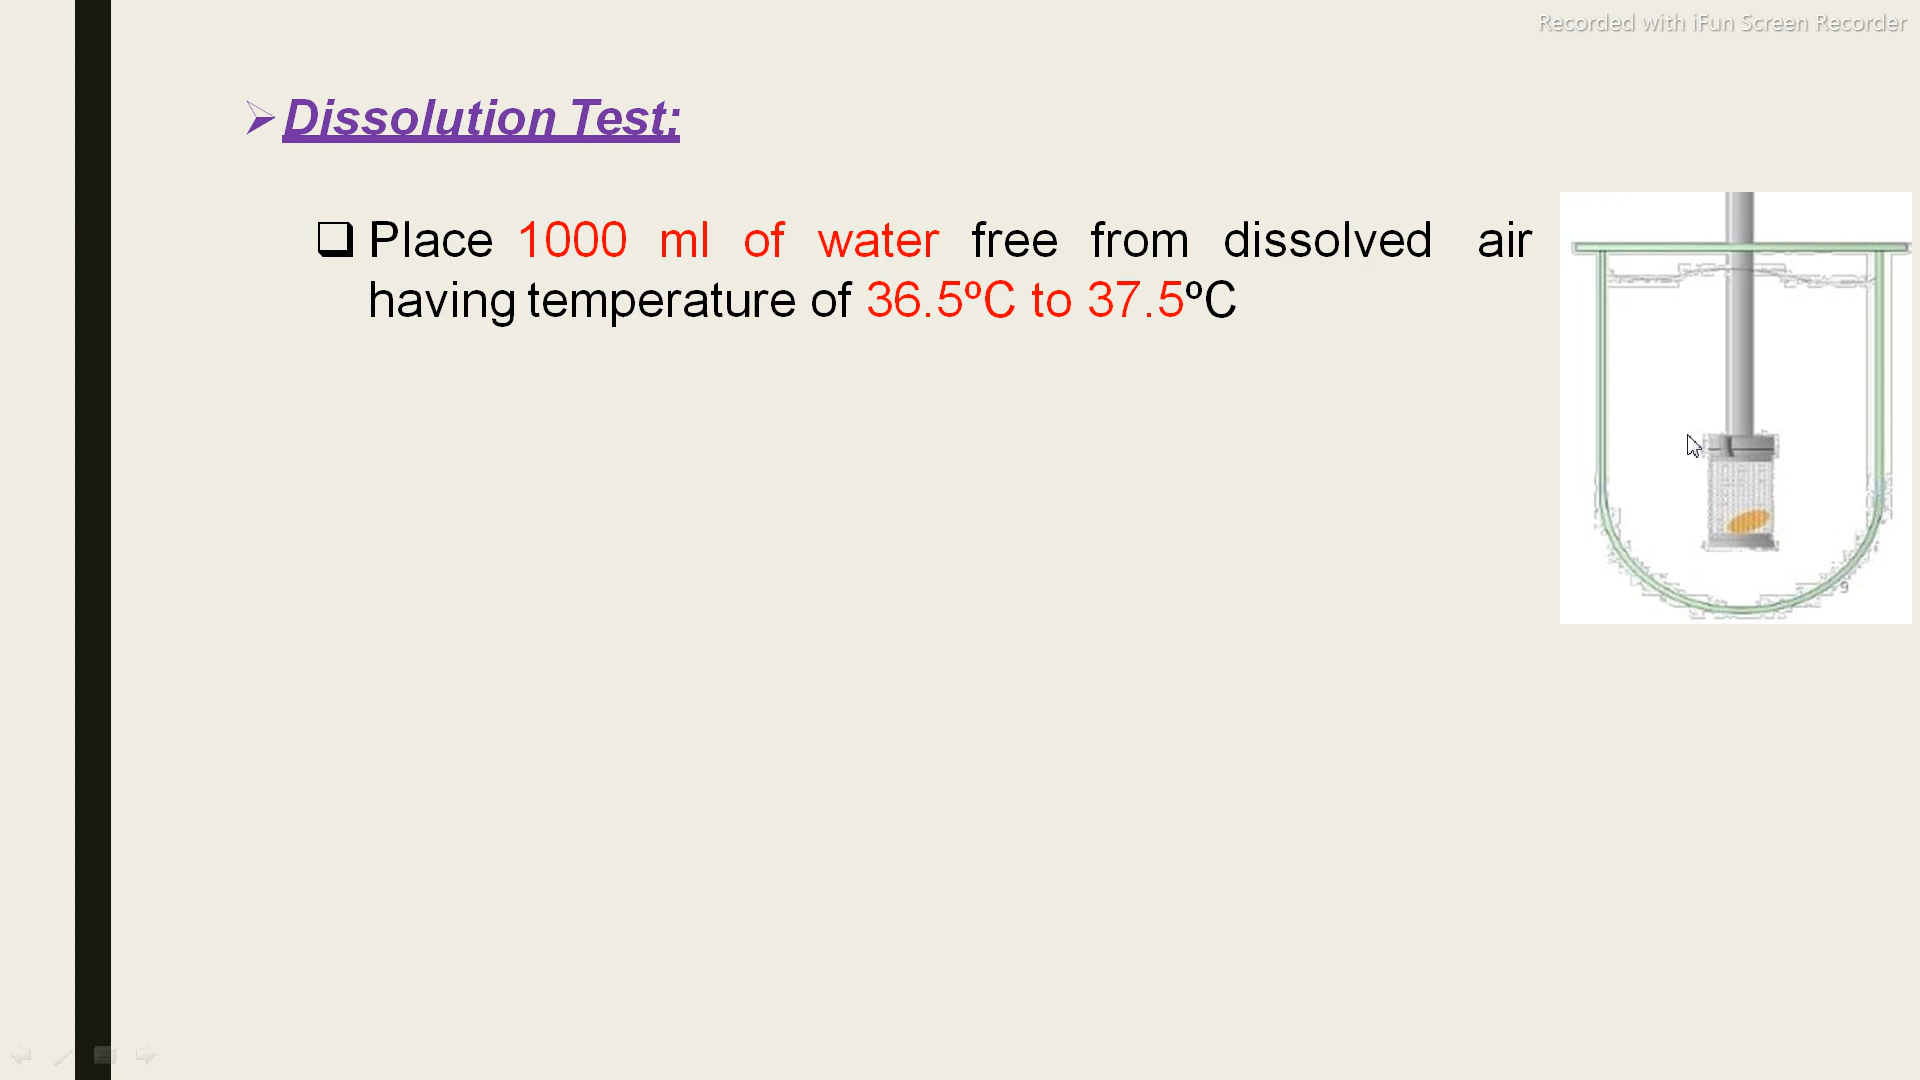 Recorded with iFun Screen Recorder
Dissolution Test:
Place 1000 ml of water free from dissolved air
having temperature of 36.5ºC to 37.5ºC
9